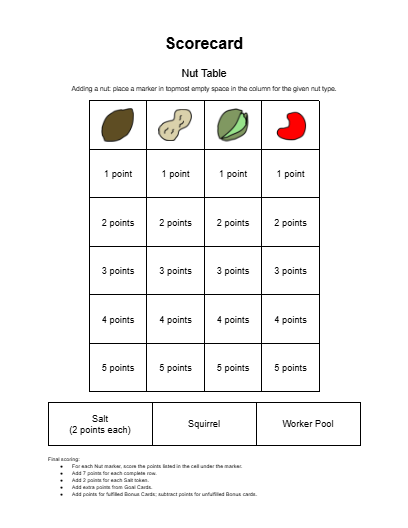 Scorecard
Nut Table
Adding a nut: place a marker in topmost empty space in the column for the given nut type.
1 point 1 point 1 point 1 point
2 points 2 points 2 points 2 points
3 points 3 points 3 points 3 points
4 points 4 points 4 points 4 points
5 points 5 points 5 points 5 points
Salt
(2 points each)
Squirrel
Worker Pool
Final scoring:
For each Nut marker, score the points listed in the cell under the marker.
Add 7 points for each complete row.
Add 2 points for each Salt token.
Add extra points from Goal Cards.
Add points for fulfilled Bonus Cards; subtract points for unfulfilled Bonus cards.